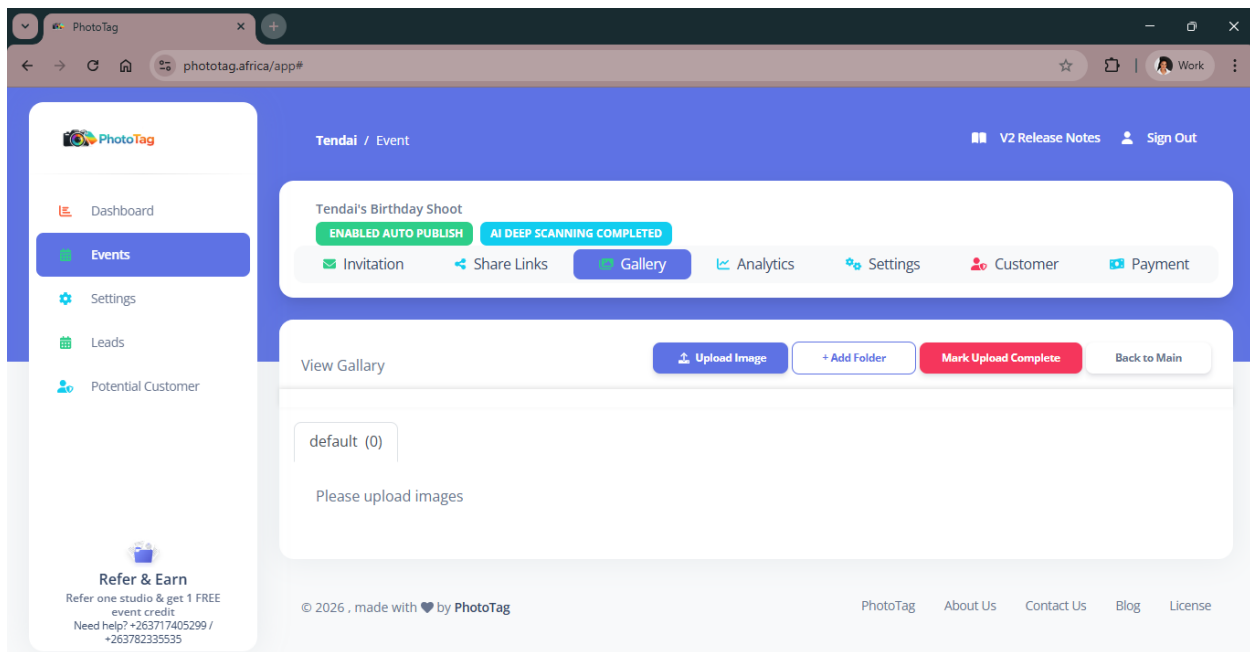 PhotoTag
phototag.africa/app#
Work
PhotoTag
Tendai / Event
V2 Release Notes
Sign Out
Dashboard
Events
Settings
Leads
Potential Customer
Tendai's Birthday Shoot
ENABLED AUTO PUBLISH
AI DEEP SCANNING COMPLETED
Invitation
Share Links
Gallery
Analytics
Settings
Customer
Payment
View Gallary
Upload Image
+ Add Folder
Mark Upload Complete
Back to Main
default (0)
Please upload images
Refer & Earn
Refer one studio & get 1 FREE
event credit
Need help? +263717405299 /
+263782335535
© 2026 , made with ♥ by PhotoTag
PhotoTag
About Us
Contact Us
Blog
License